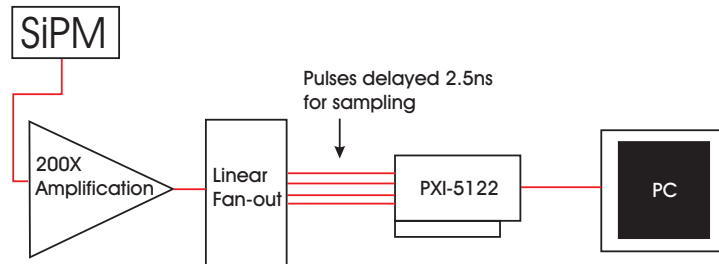 SiPM
Pulses delayed 2.5ns
for sampling
200X
Amplification
Linear
Fan-out
PXI-5122
PC